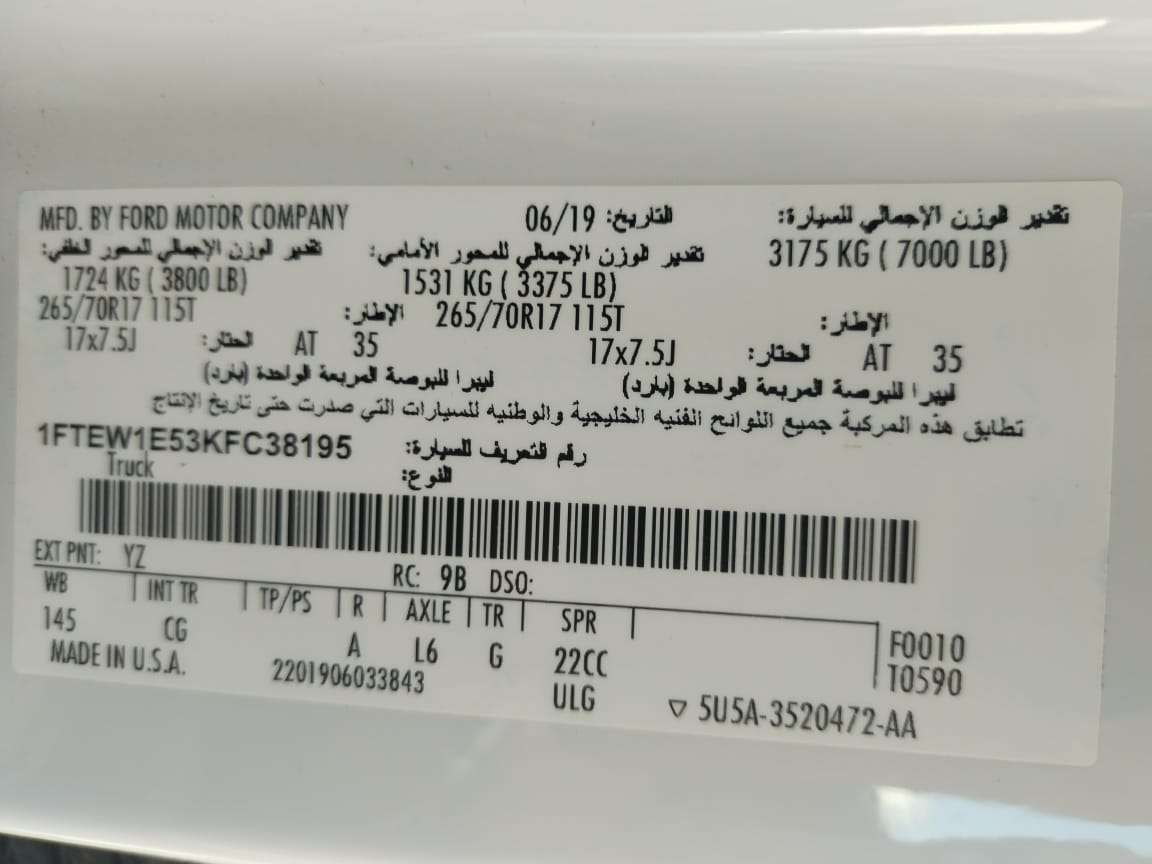 MFD. BY FORD MOTOR COMPANY 06/19 التاريخ: تقدير الوزن الإجمالي للسيارة:
تقدير الوزن الإجمالي للمحور الخلفي: تقدير الوزن الإجمالي للمحور الأمامي: 3175 KG ( 7000 LB)
1724 KG ( 3800 LB) 1531 KG ( 3375 LB)
265/70R17 115T الإطار: 265/70R17 115T الإطار:
17x7.5J الحتار: AT 35 17x7.5J الحتار: AT 35
ليبرا للبوصة المربعة الواحدة (بارد) ليبرا للبوصة المربعة الواحدة (بارد)
تطابق هذه المركبة جميع اللوائح الفنيه الخليجية والوطنيه للسيارات التي صدرت حتى تاريخ الإنتاج
1FTEW1E53KFC38195 رقم التعريف للسيارة:
Truck النوع:
EXT PNT: YZ RC: 9B DSO:
WB INT TR TP/PS R AXLE TR SPR
145 CG A L6 G 22CC F0010
MADE IN U.S.A. 2201906033843 ULG T0590
▽ 5U5A-3520472-AA